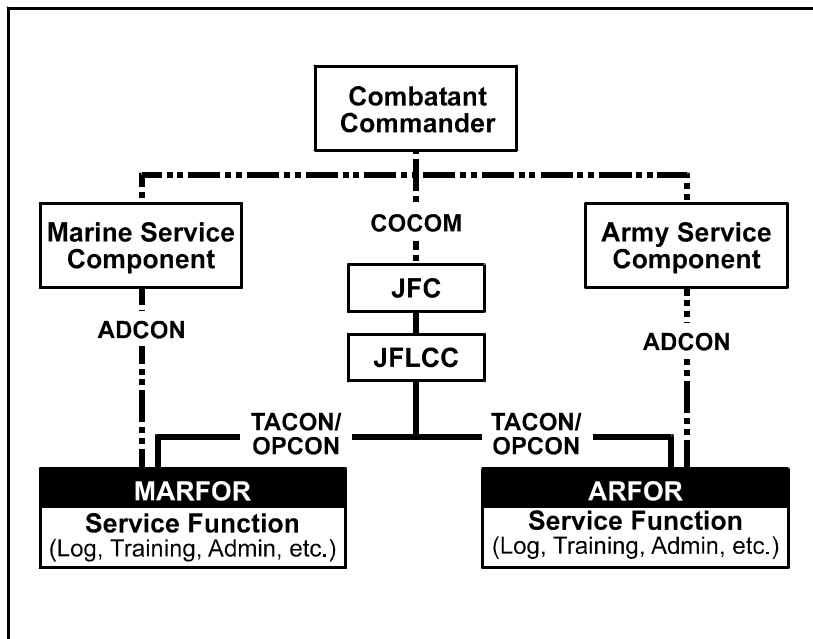 Combatant
Commander
Marine Service
Component
COCOM
Army Service
Component
JFC
ADCON
ADCON
JFLCC
TACON/
OPCON
TACON/
OPCON
MARFOR
Service Function
(Log, Training, Admin, etc.)
ARFOR
Service Function
(Log, Training, Admin, etc.)